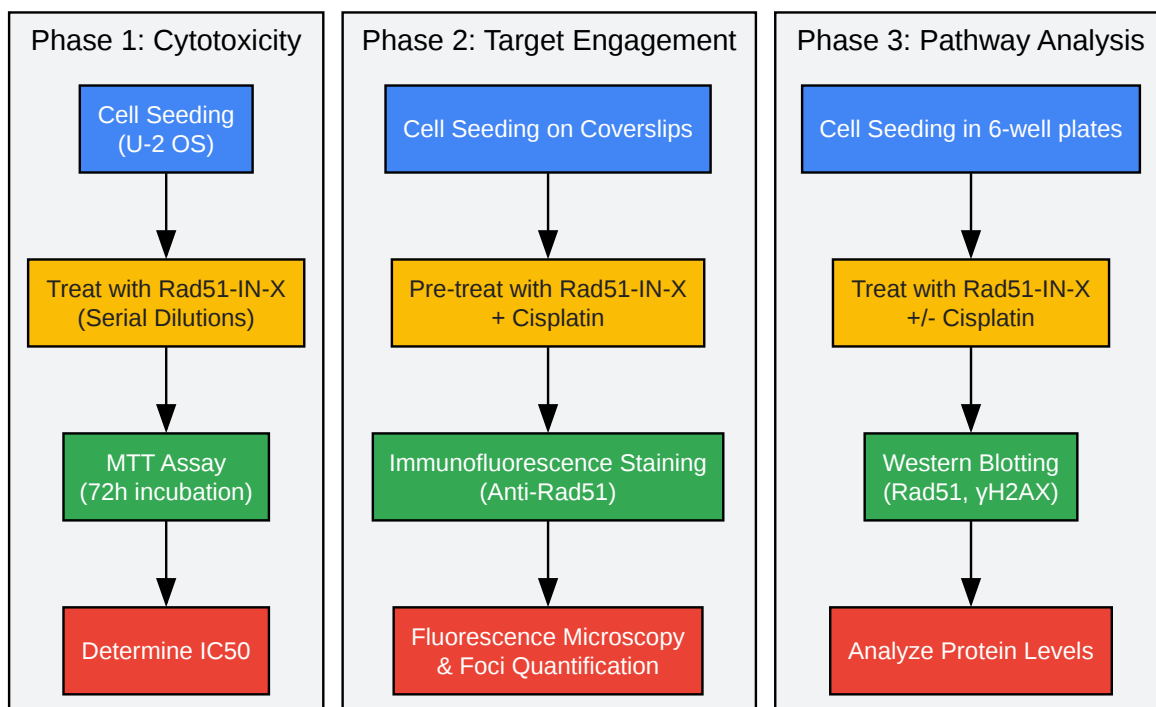 Phase 1: Cytotoxicity
Cell Seeding
(U-2 OS)
Treat with Rad51-IN-X
(Serial Dilutions)
MTT Assay
(72h incubation)
Determine IC50
Phase 2: Target Engagement
Cell Seeding on Coverslips
Pre-treat with Rad51-IN-X
+ Cisplatin
Immunofluorescence Staining
(Anti-Rad51)
Fluorescence Microscopy
& Foci Quantification
Phase 3: Pathway Analysis
Cell Seeding in 6-well plates
Treat with Rad51-IN-X
+/- Cisplatin
Western Blotting
(Rad51, γH2AX)
Analyze Protein Levels